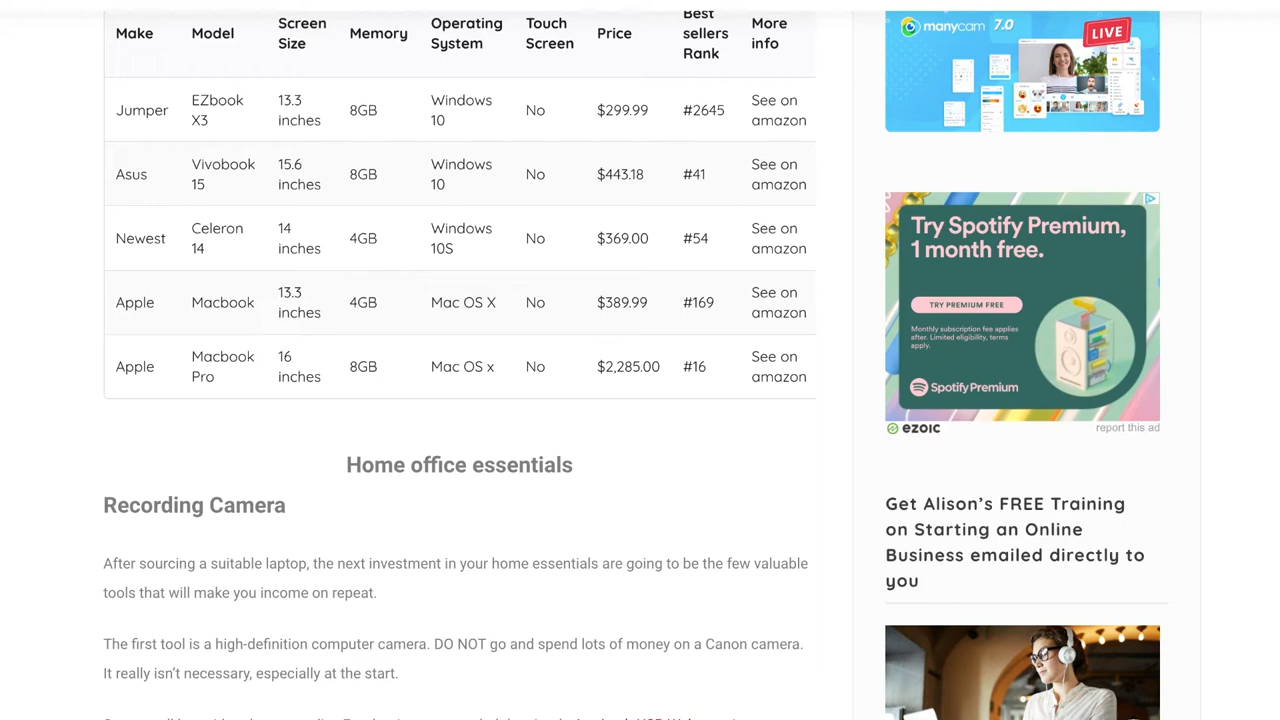 Make Model Screen Size Memory Operating System Touch Screen Price Best sellers Rank More info
Jumper EZbook X3 13.3 inches 8GB Windows 10 No $299.99 #2645 See on amazon
Asus Vivobook 15 15.6 inches 8GB Windows 10 No $443.18 #41 See on amazon
Newest Celeron 14 14 inches 4GB Windows 10S No $369.00 #54 See on amazon
Apple Macbook 13.3 inches 4GB Mac OS X No $389.99 #169 See on amazon
Apple Macbook Pro 16 inches 8GB Mac OS x No $2,285.00 #16 See on amazon
Home office essentials
Recording Camera
After sourcing a suitable laptop, the next investment in your home essentials are going to be the few valuable
tools that will make you income on repeat.
The first tool is a high-definition computer camera. DO NOT go and spend lots of money on a Canon camera.
It really isn’t necessary, especially at the start.
manycam 7.0
LIVE
Try Spotify Premium,
1 month free.
TRY PREMIUM FREE
Monthly subscription fee applies
after. Limited eligibility, terms
apply.
Spotify Premium
ezoic report this ad
Get Alison’s FREE Training
on Starting an Online
Business emailed directly to
you